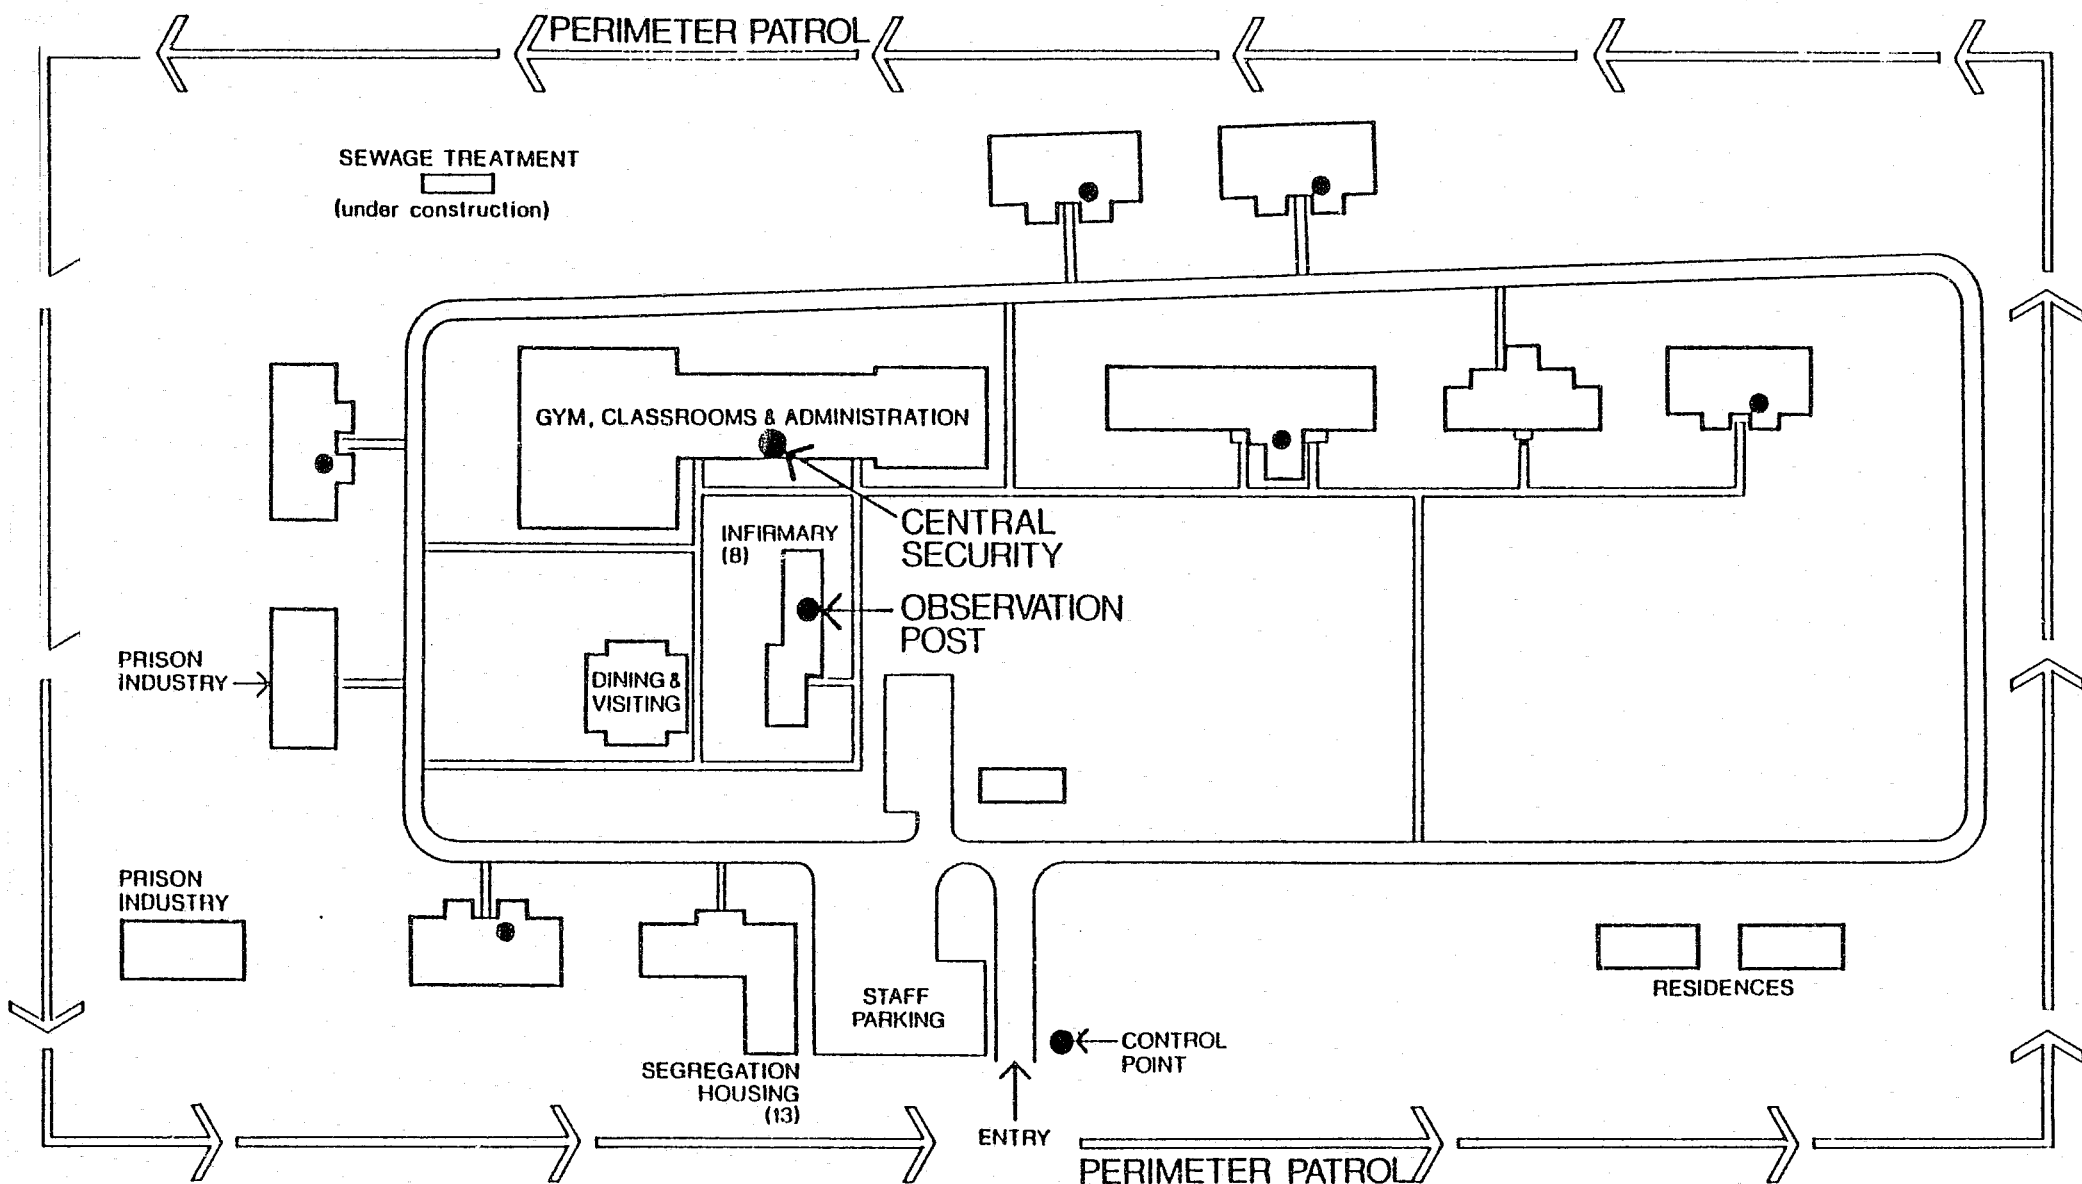 PERIMETER PATROL
SEWAGE TREATMENT
(under construction)
GYM, CLASSROOMS & ADMINISTRATION
CENTRAL
SECURITY
INFIRMARY
(8)
OBSERVATION
POST
PRISON
INDUSTRY
DINING &
VISITING
PRISON
INDUSTRY
STAFF
PARKING
RESIDENCES
CONTROL
POINT
SEGREGATION
HOUSING
(13)
ENTRY
PERIMETER PATROL